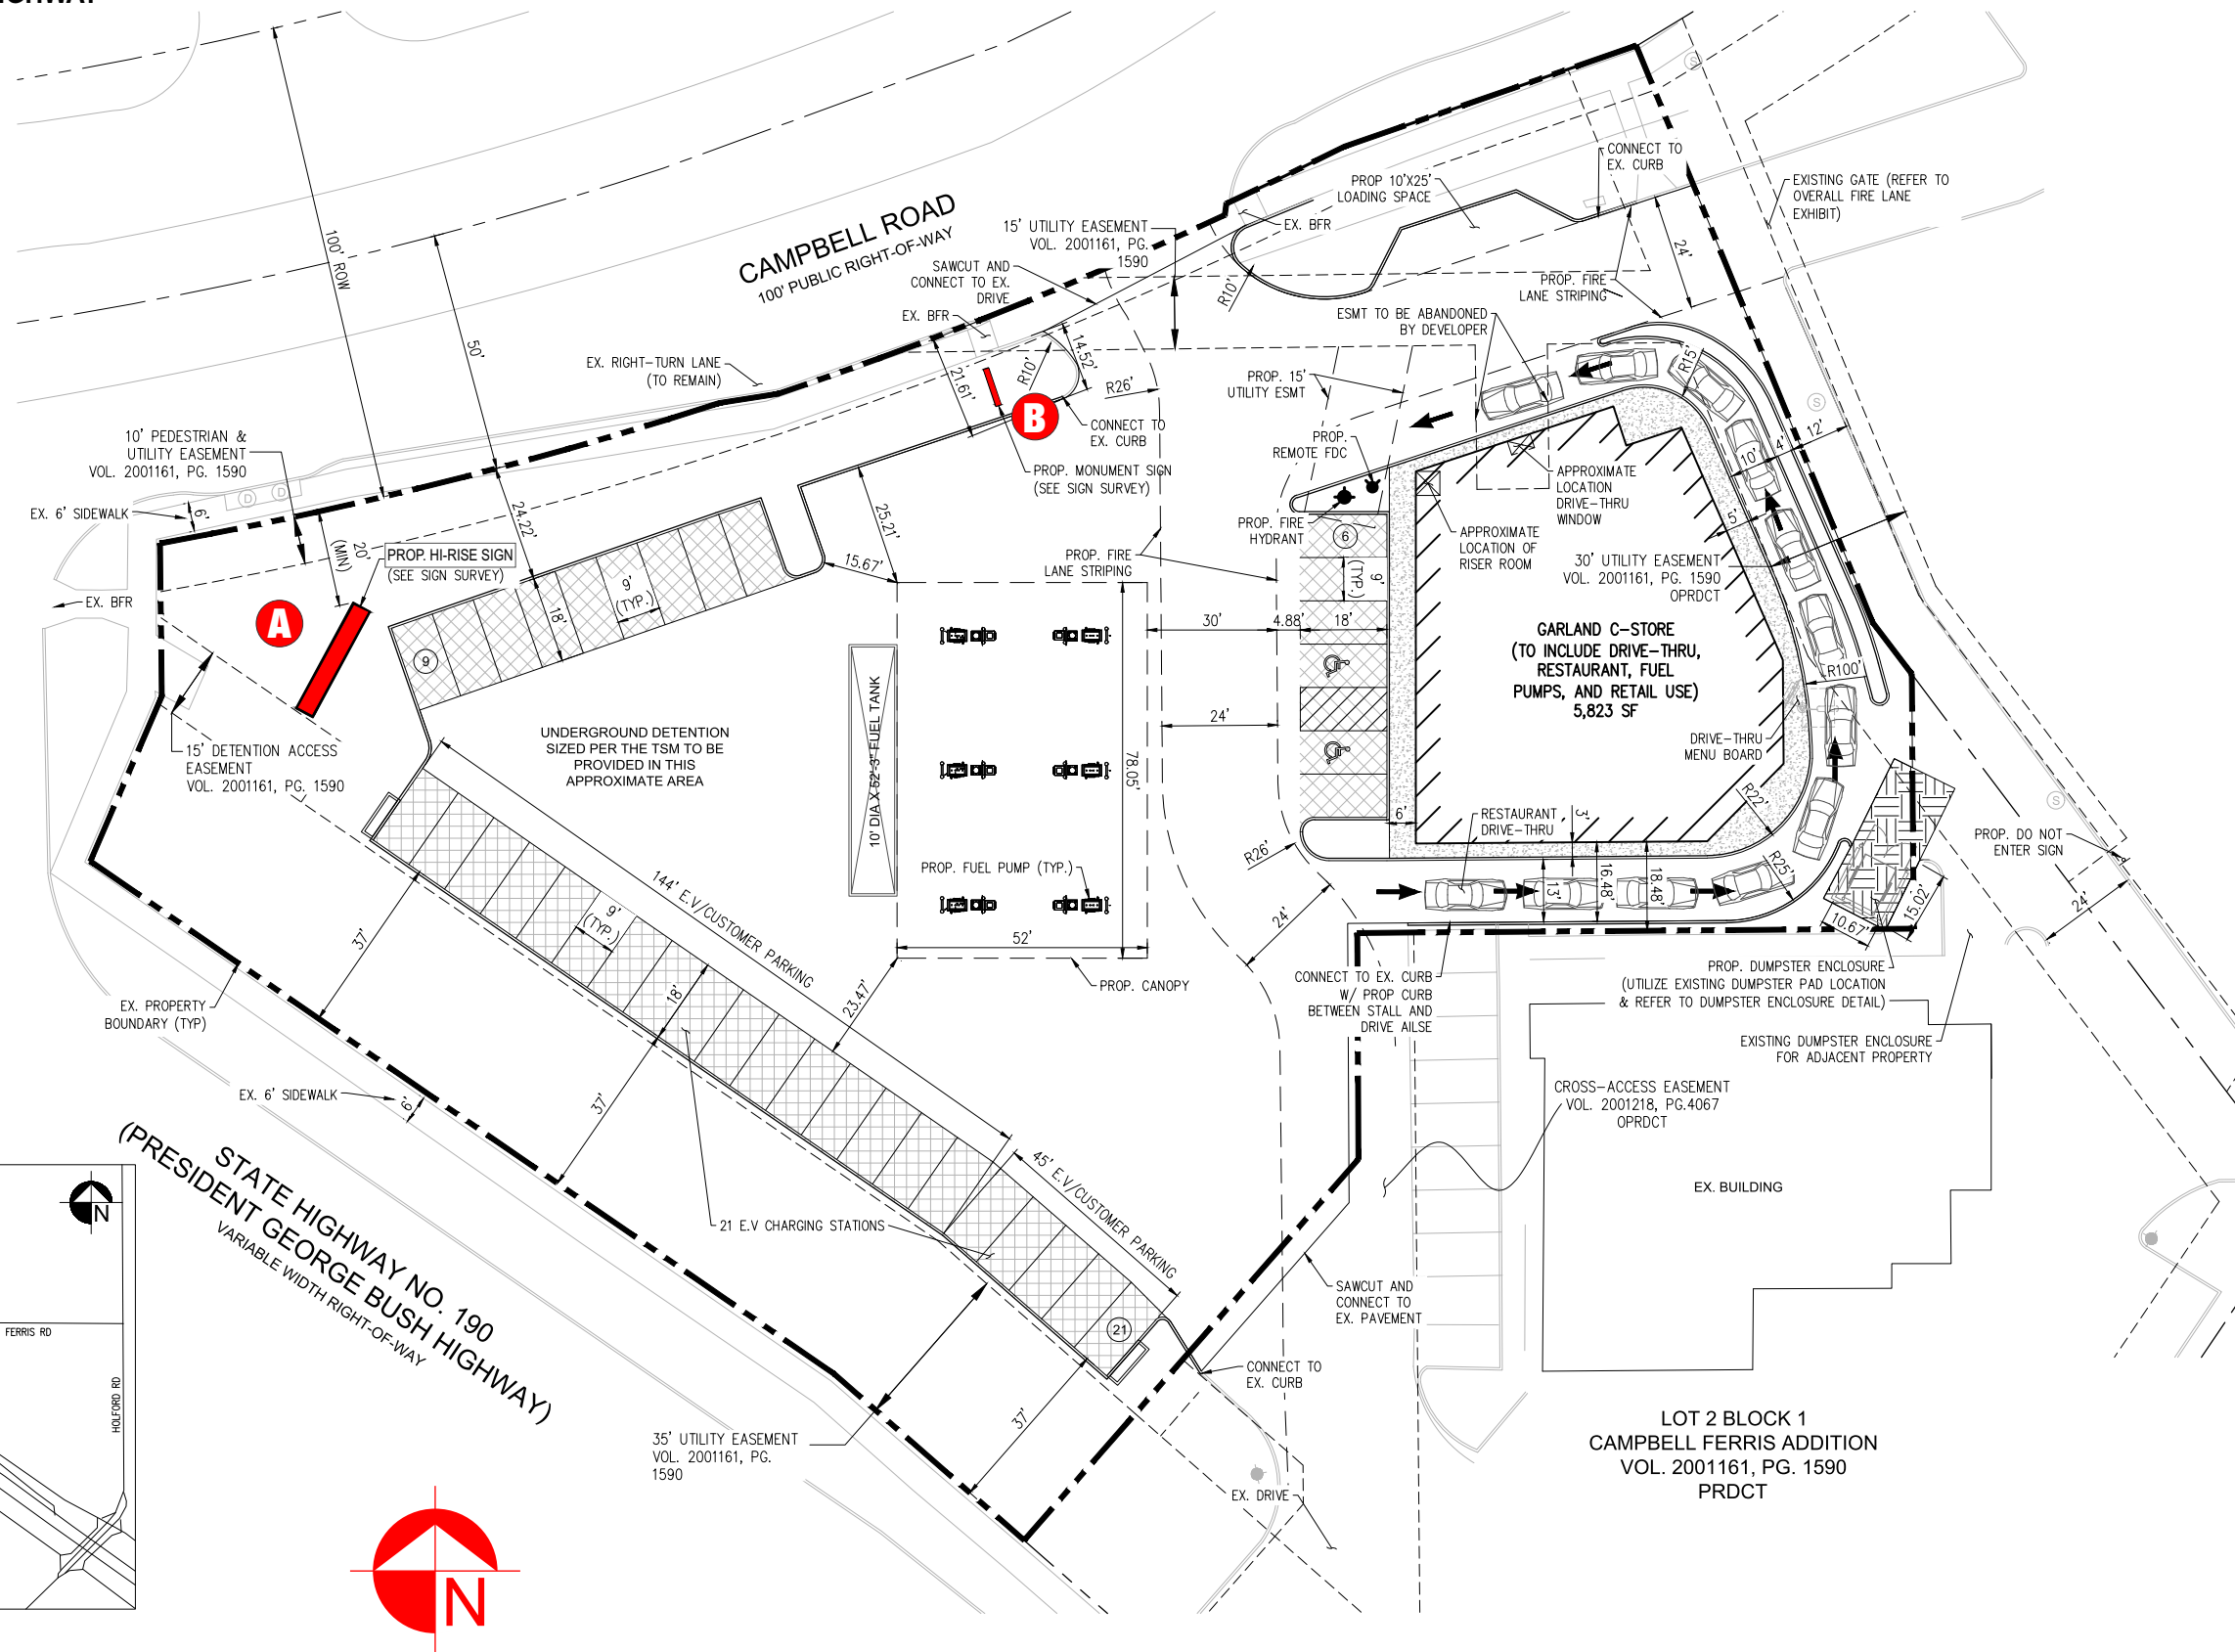 100' ROW
50'
CAMPBELL ROAD
100' PUBLIC RIGHT-OF-WAY
15' UTILITY EASEMENT
VOL. 2001161, PG.
1590
SAWCUT AND
CONNECT TO EX.
DRIVE
EX. BFR
EX. BFR
PROP 10'X25'
LOADING SPACE
CONNECT TO
EX. CURB
EXISTING GATE (REFER TO
OVERALL FIRE LANE
EXHIBIT)
S
24'
R10'
PROP. FIRE
LANE STRIPING
ESMT TO BE ABANDONED
BY DEVELOPER
EX. RIGHT-TURN LANE
(TO REMAIN)
21.61'
R10'
14.52'
R26'
B
CONNECT TO
EX. CURB
PROP. MONUMENT SIGN
(SEE SIGN SURVEY)
PROP. 15'
UTILITY ESMT
PROP.
REMOTE FDC
PROP. FIRE
HYDRANT
R15'
S
12'
4'
10'
5'
APPROXIMATE
LOCATION
DRIVE-THRU
WINDOW
APPROXIMATE
LOCATION OF
RISER ROOM
10' PEDESTRIAN &
UTILITY EASEMENT
VOL. 2001161, PG. 1590
D
D
EX. 6' SIDEWALK
6'
20'
(MIN)
PROP. HI-RISE SIGN
(SEE SIGN SURVEY)
24.22'
25.21'
15.67'
PROP. FIRE
LANE STRIPING
EX. BFR
A
9
9'
(TYP.)
18'
6
9'
(TYP.)
30'
4.88'
18'
30' UTILITY EASEMENT
VOL. 2001161, PG. 1590
OPRDCT
GARLAND C-STORE
(TO INCLUDE DRIVE-THRU,
RESTAURANT, FUEL
PUMPS, AND RETAIL USE)
5,823 SF
R100'
DRIVE-THRU
MENU BOARD
15' DETENTION ACCESS
EASEMENT
VOL. 2001161, PG. 1590
UNDERGROUND DETENTION
SIZED PER THE TSM TO BE
PROVIDED IN THIS
APPROXIMATE AREA
10' DIA X 52'-3" FUEL TANK
78.05'
24'
PROP. FUEL PUMP (TYP.)
52'
PROP. CANOPY
23.47'
R26'
24'
6'
RESTAURANT
DRIVE-THRU
3'
13'
16.48'
18.48'
R22'
R25'
10.67'
15.02'
S
PROP. DO NOT
ENTER SIGN
24'
144' E.V/CUSTOMER PARKING
9'
(TYP.)
18'
37'
37'
EX. PROPERTY
BOUNDARY (TYP)
EX. 6' SIDEWALK
6'
CONNECT TO EX. CURB
W/ PROP CURB
BETWEEN STALL AND
DRIVE AILSE
PROP. DUMPSTER ENCLOSURE
(UTILIZE EXISTING DUMPSTER PAD LOCATION
& REFER TO DUMPSTER ENCLOSURE DETAIL)
EXISTING DUMPSTER ENCLOSURE
FOR ADJACENT PROPERTY
CROSS-ACCESS EASEMENT
VOL. 2001218, PG.4067
OPRDCT
EX. BUILDING
STATE HIGHWAY NO. 190
(PRESIDENT GEORGE BUSH HIGHWAY)
VARIABLE WIDTH RIGHT-OF-WAY
21 E.V CHARGING STATIONS
45' E.V/CUSTOMER PARKING
21
SAWCUT AND
CONNECT TO
EX. PAVEMENT
CONNECT TO
EX. CURB
37'
35' UTILITY EASEMENT
VOL. 2001161, PG.
1590
EX. DRIVE
LOT 2 BLOCK 1
CAMPBELL FERRIS ADDITION
VOL. 2001161, PG. 1590
PRDCT
N
FERRIS RD
HOLFORD RD
N